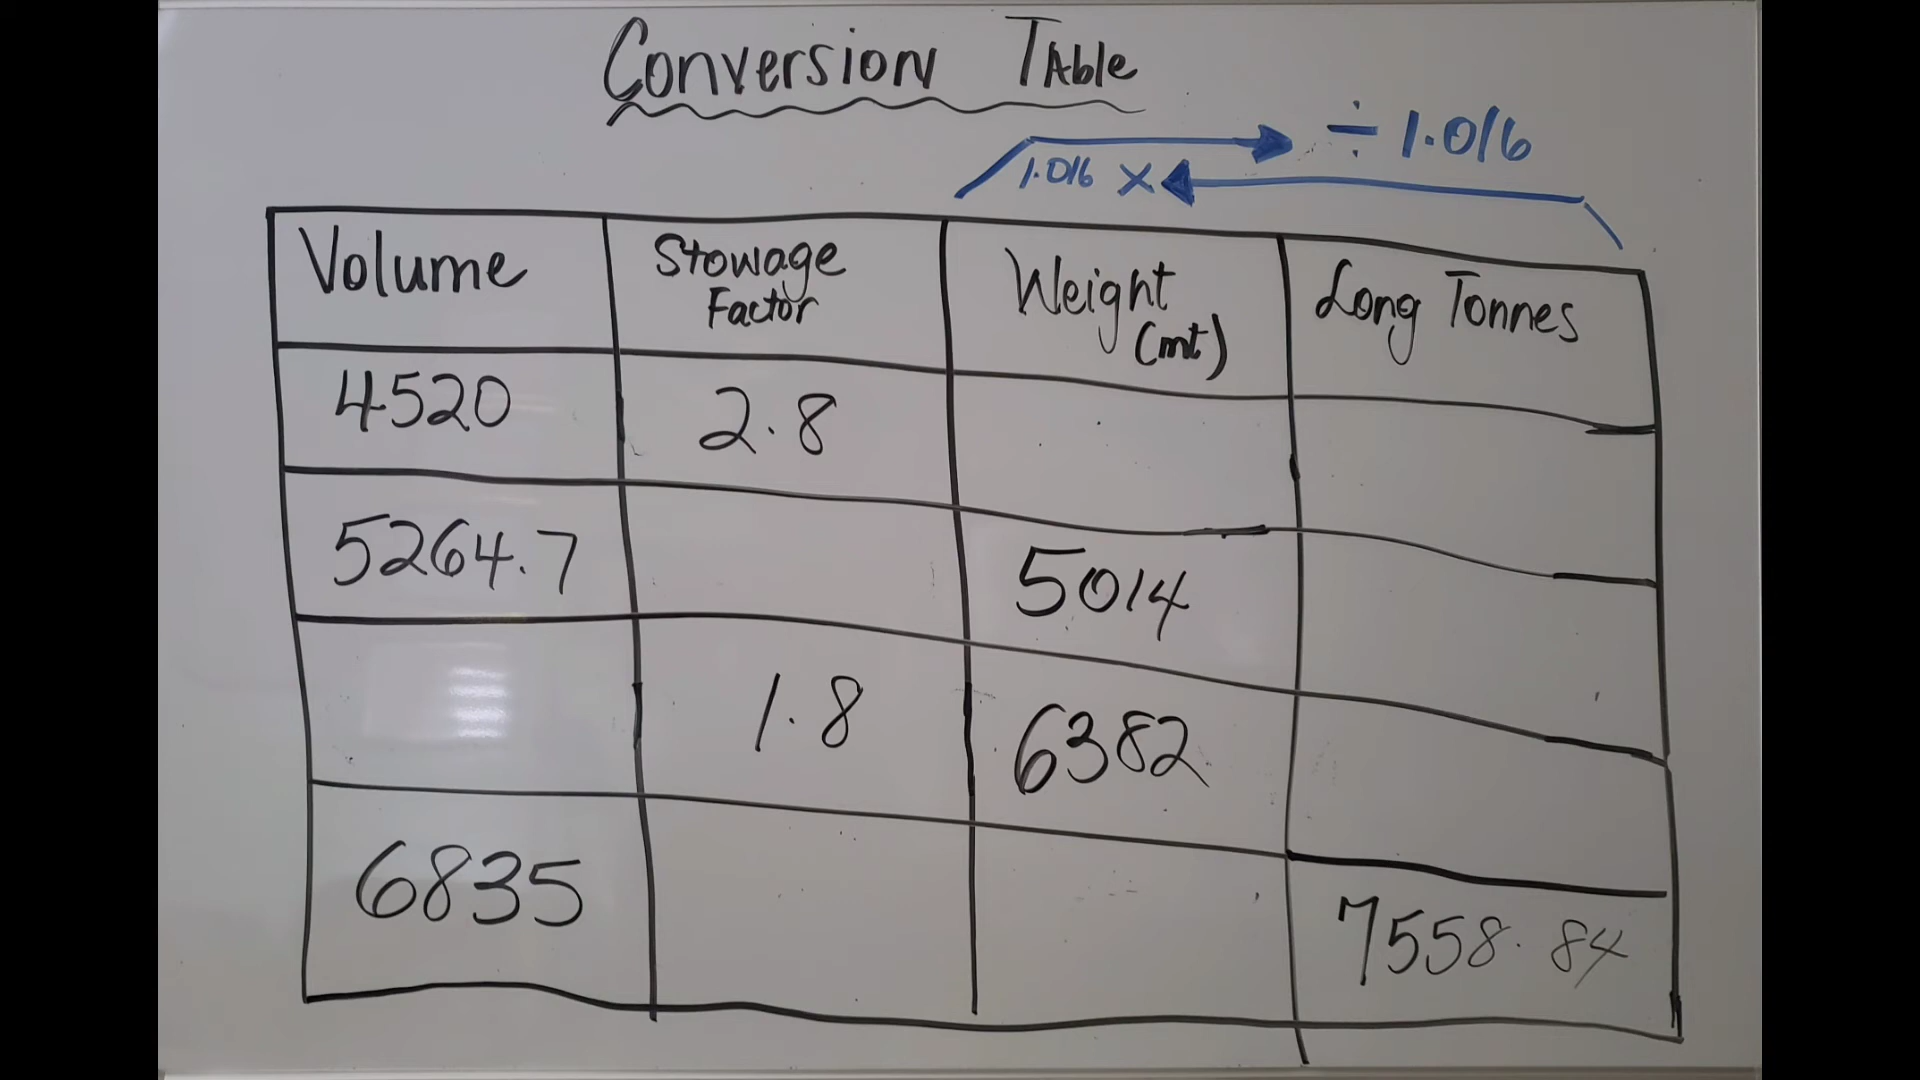 Conversion Table
÷ 1.016
1.016 ×
Volume
Stowage
Factor
Weight
(mt)
Long Tonnes
4520
2.8
5264.7
5014
1.8
6382
6835
7558.84